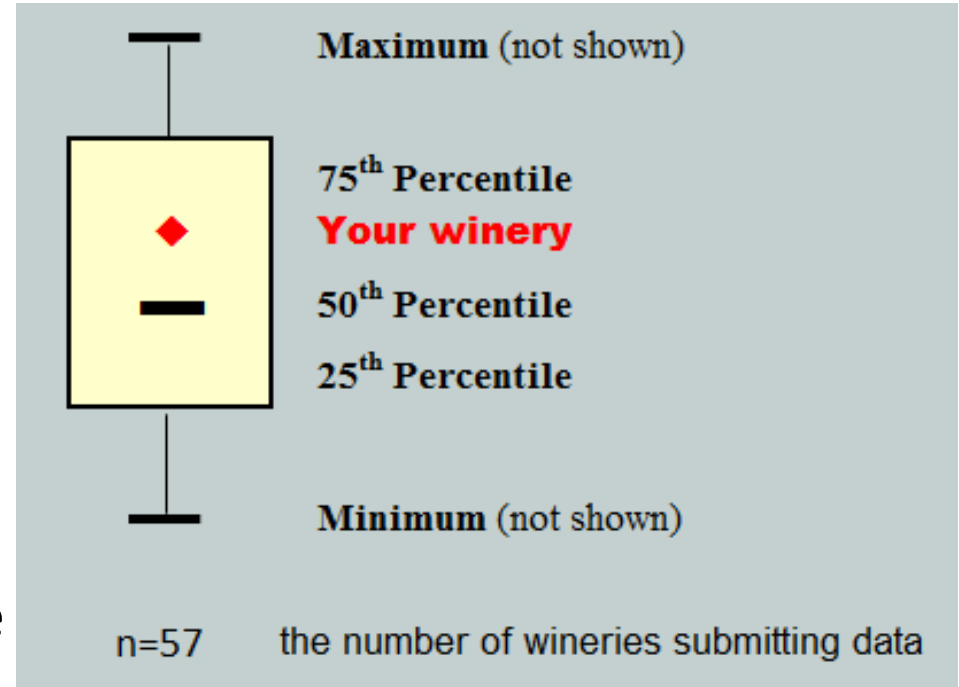 Maximum (not shown)
75th Percentile
Your winery
50th Percentile
25th Percentile
Minimum (not shown)
n=57 the number of wineries submitting data